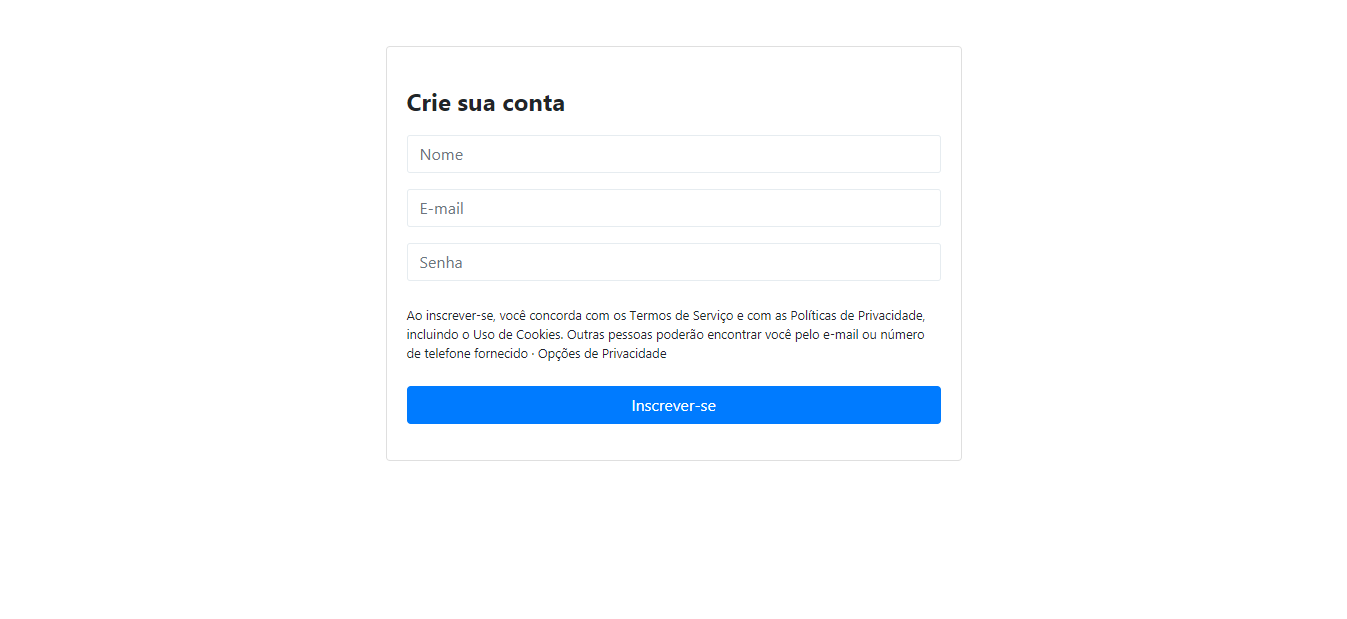 Crie sua conta
Nome
E-mail
Senha
Ao inscrever-se, você concorda com os Termos de Serviço e com as Políticas de Privacidade,
incluindo o Uso de Cookies. Outras pessoas poderão encontrar você pelo e-mail ou número
de telefone fornecido · Opções de Privacidade
Inscrever-se